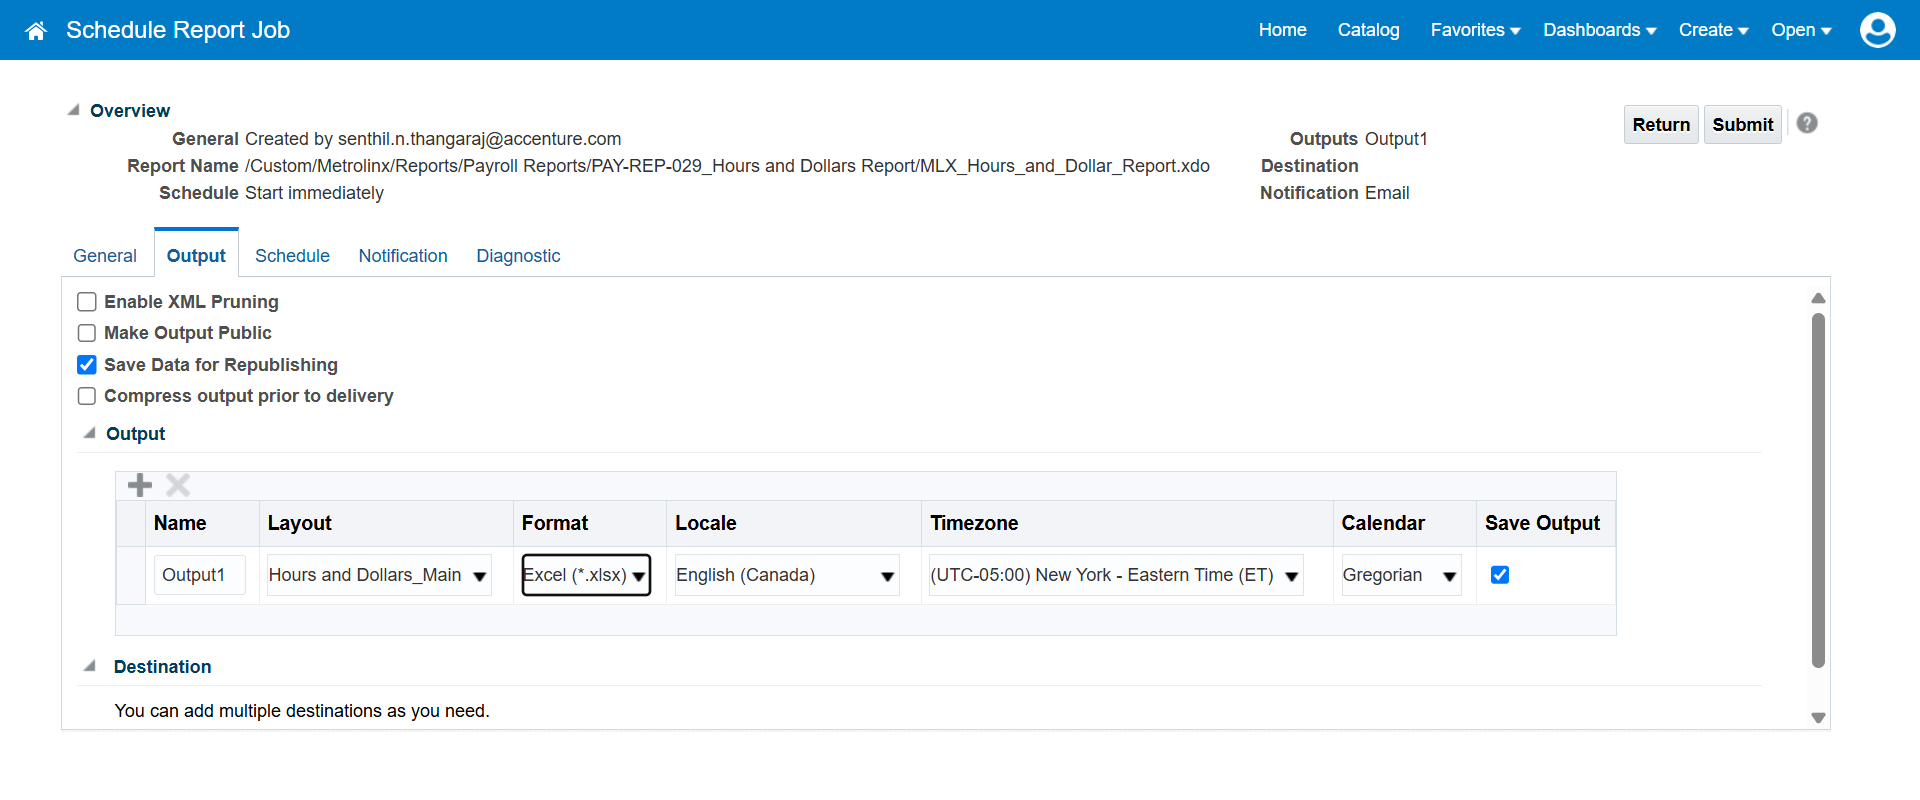 Schedule Report Job
Home Catalog Favorites Dashboards Create Open
Overview
Return Submit
General Created by senthil.n.thangaraj@accenture.com
Outputs Output1
Report Name /Custom/Metrolinx/Reports/Payroll Reports/PAY-REP-029_Hours and Dollars Report/MLX_Hours_and_Dollar_Report.xdo
Destination
Schedule Start immediately
Notification Email
General Output Schedule Notification Diagnostic
Enable XML Pruning
Make Output Public
Save Data for Republishing
Compress output prior to delivery
Output
Name Layout Format Locale Timezone Calendar Save Output
Output1 Hours and Dollars_Main Excel (*.xlsx) English (Canada) (UTC-05:00) New York - Eastern Time (ET) Gregorian
Destination
You can add multiple destinations as you need.